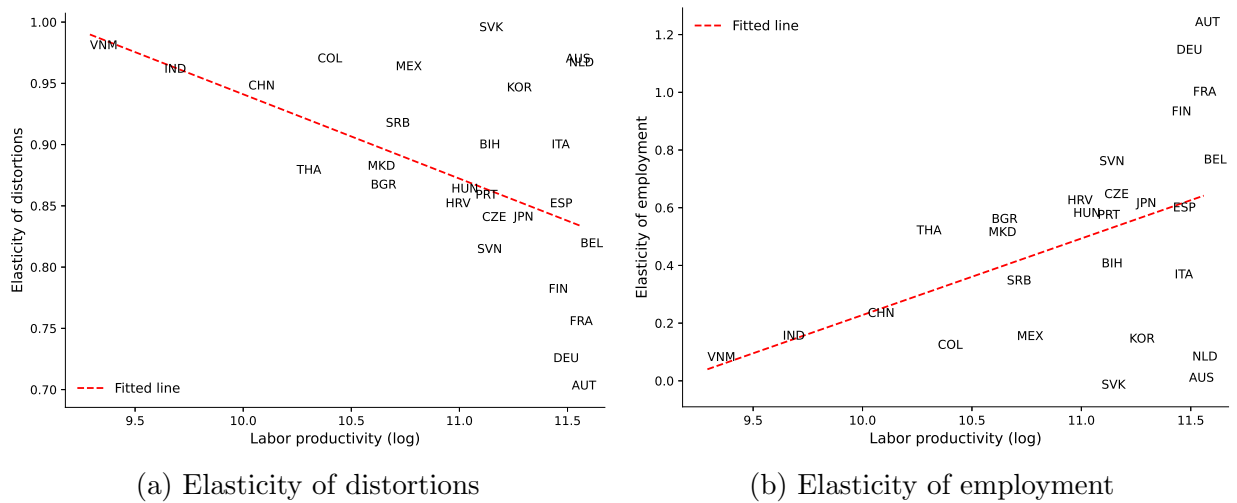 1.00
0.95
0.90
0.85
0.80
0.75
0.70
Elasticity of distortions
VNM
IND
CHN
COL
MEX
SVK
AUS
NLD
KOR
SRB
BIH
ITA
THA
MKD
BGR
HUN
PRT
HRV
ESP
CZE
JPN
SVN
BEL
FIN
FRA
DEU
AUT
Fitted line
9.5
10.0
10.5
11.0
11.5
Labor productivity (log)
(a) Elasticity of distortions
1.2
1.0
0.8
0.6
0.4
0.2
0.0
Elasticity of employment
Fitted line
AUT
DEU
FRA
FIN
SVN
BEL
CZE
HRV
JPN
ESP
HUN
PRT
BGR
MKD
THA
BIH
ITA
SRB
CHN
IND
MEX
KOR
COL
VNM
NLD
AUS
SVK
9.5
10.0
10.5
11.0
11.5
Labor productivity (log)
(b) Elasticity of employment